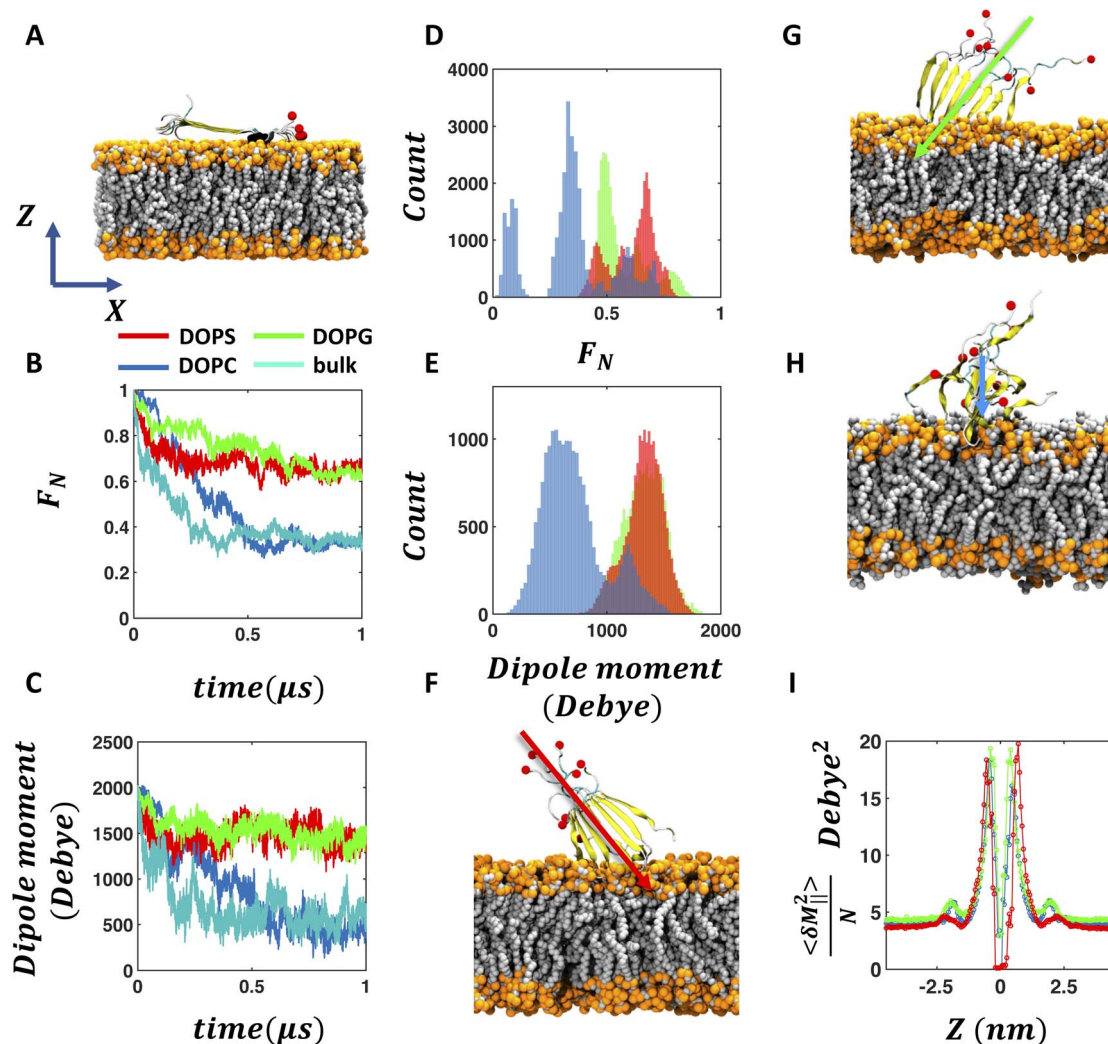 A
Z
X
DOPS
DOPG
DOPC
bulk
B
F_N
1
0.8
0.6
0.4
0.2
0
0
0.5
1
time(μs)
C
Dipole moment
(Debye)
2500
2000
1500
1000
500
0
0
0.5
1
time(μs)
D
Count
4000
3000
2000
1000
0
0
0.5
1
F_N
E
Count
1000
500
0
0
1000
2000
Dipole moment
(Debye)
F
G
H
I
<δM²_||>
N
Debye²
20
15
10
5
0
-2.5
0
2.5
Z (nm)